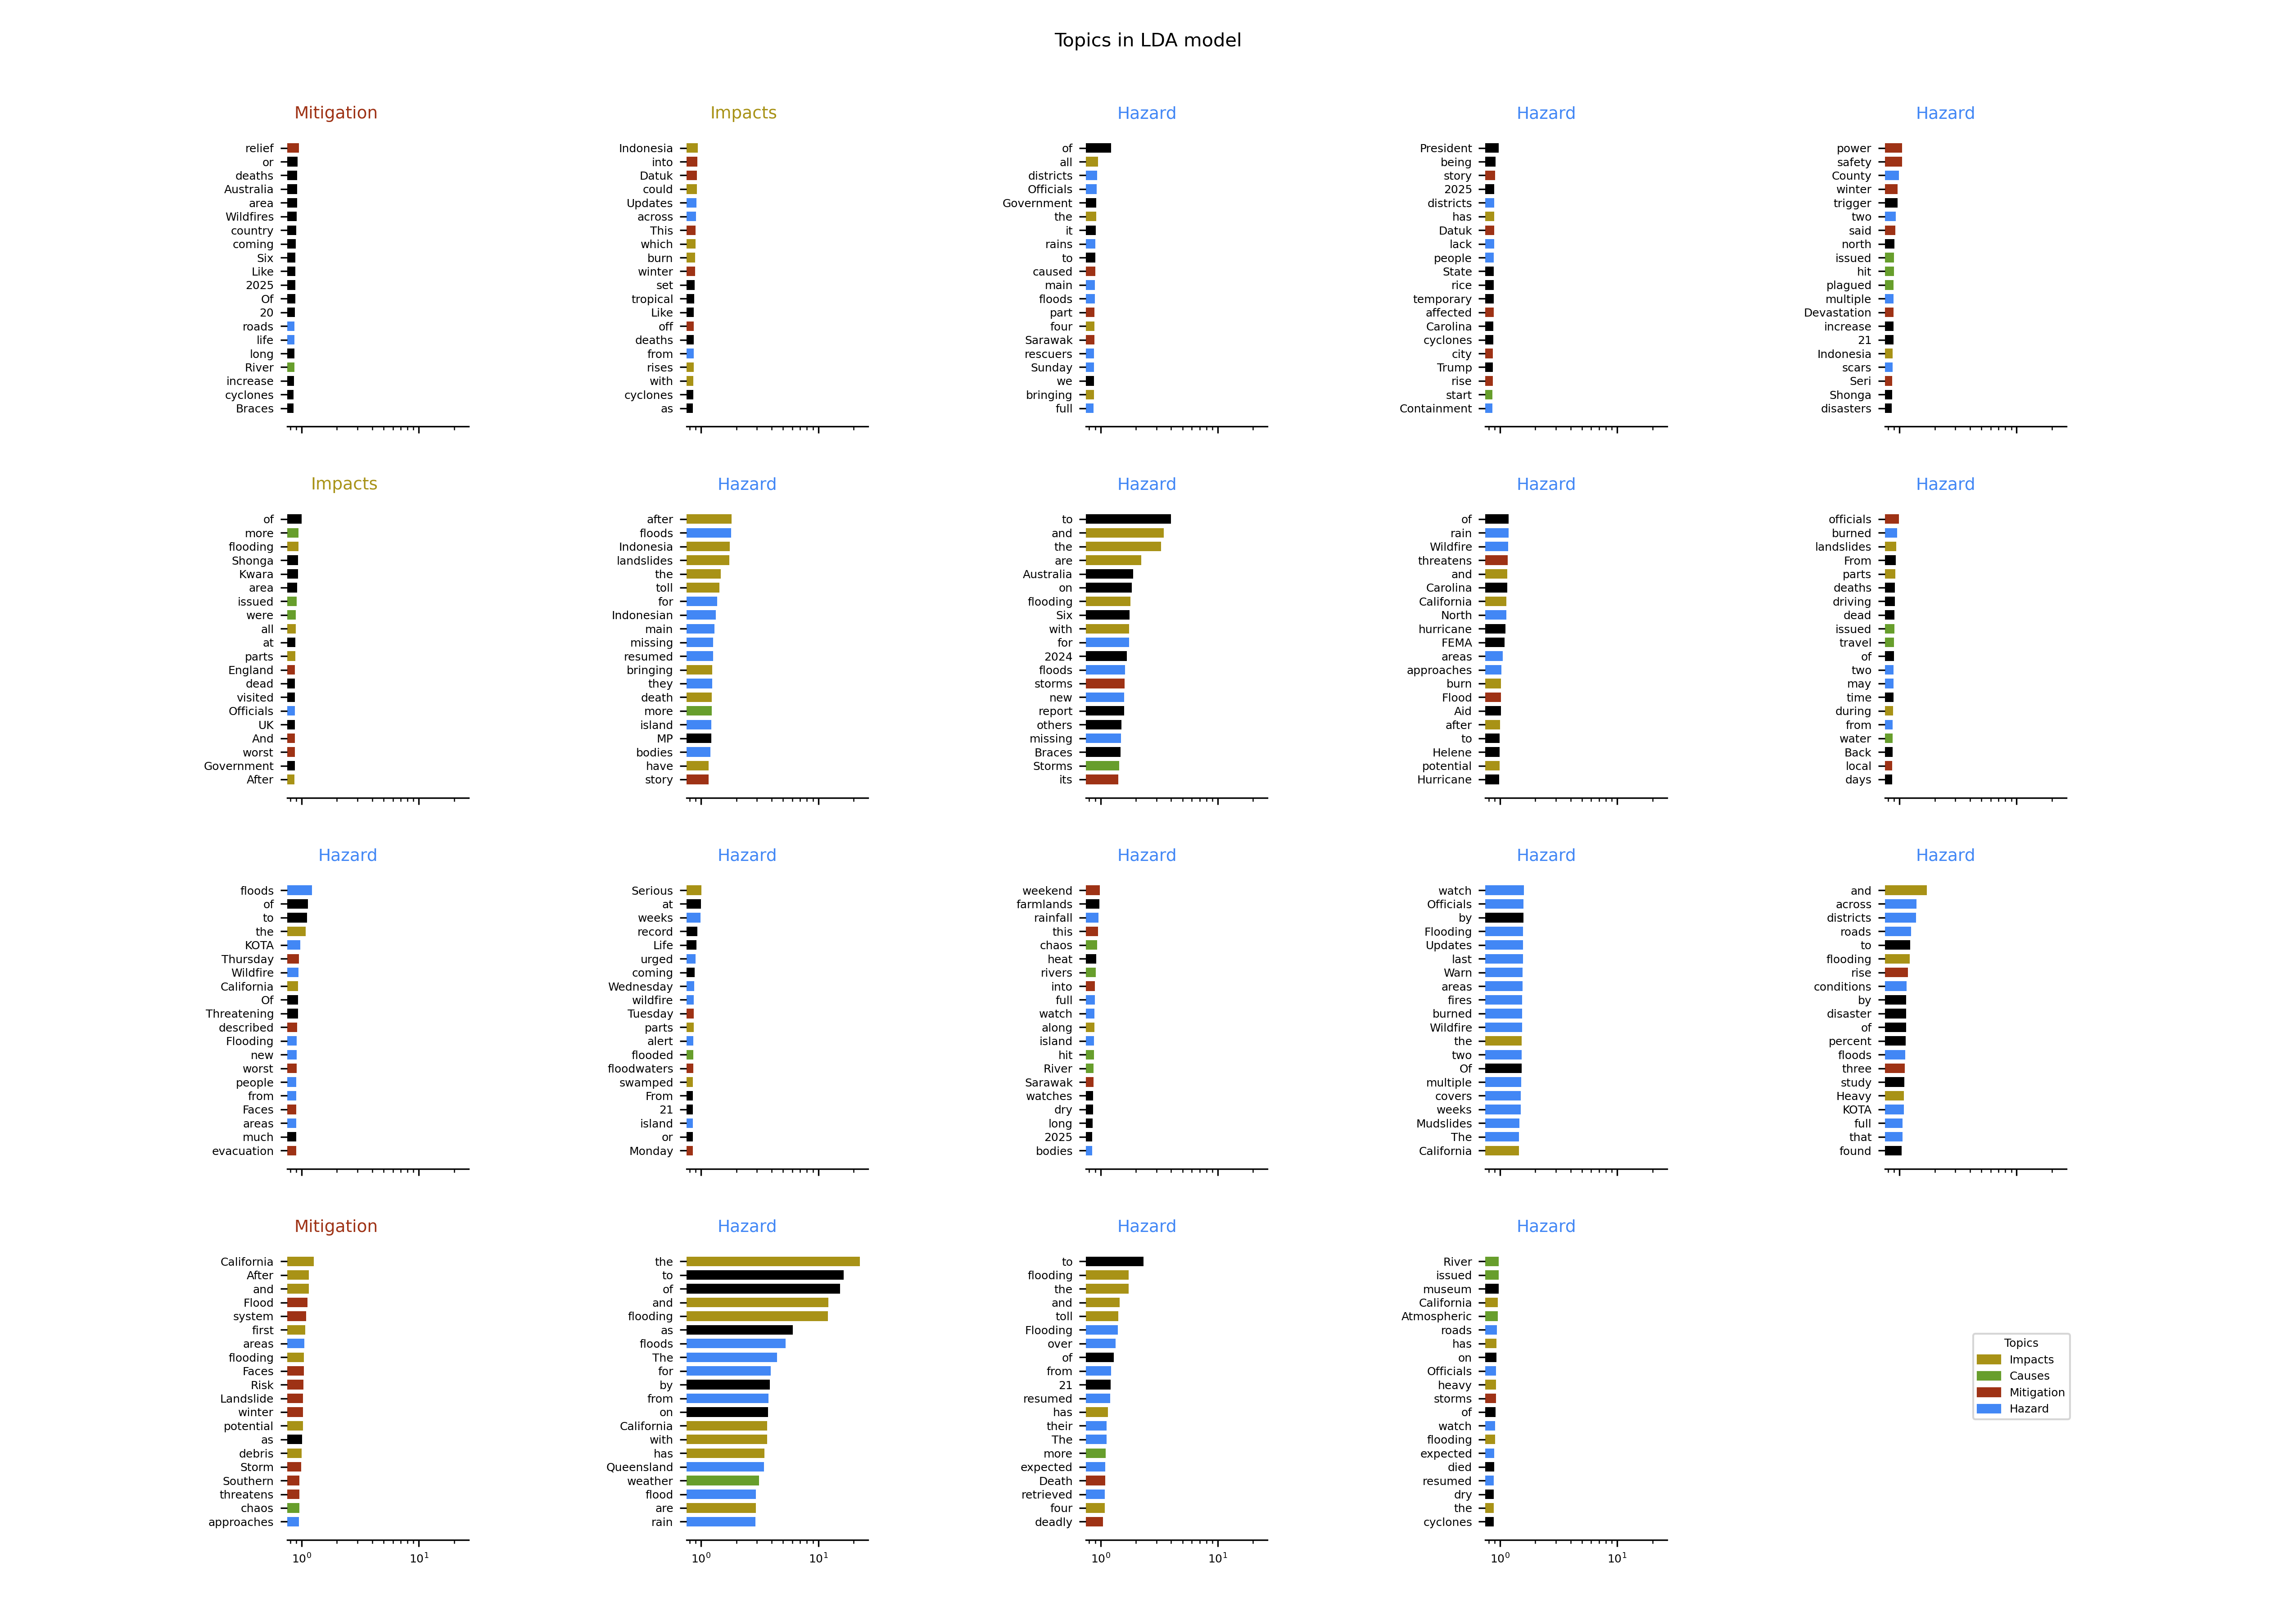 Topics in LDA model
Mitigation
relief
or
deaths
Australia
area
Wildfires
country
coming
Six
Like
2025
Of
20
roads
life
long
River
increase
cyclones
Braces
Impacts
Indonesia
into
Datuk
could
Updates
across
This
which
burn
winter
set
tropical
Like
off
deaths
from
rises
with
cyclones
as
Hazard
of
all
districts
Officials
Government
the
it
rains
to
caused
main
floods
part
four
Sarawak
rescuers
Sunday
we
bringing
full
Hazard
President
being
story
2025
districts
has
Datuk
lack
people
State
rice
temporary
affected
Carolina
cyclones
city
Trump
rise
start
Containment
Hazard
power
safety
County
winter
trigger
two
said
north
issued
hit
plagued
multiple
Devastation
increase
21
Indonesia
scars
Seri
Shonga
disasters
Impacts
of
more
flooding
Shonga
Kwara
area
issued
were
all
at
parts
England
dead
visited
Officials
UK
And
worst
Government
After
Hazard
after
floods
Indonesia
landslides
the
toll
for
Indonesian
main
missing
resumed
bringing
they
death
more
island
MP
bodies
have
story
Hazard
to
and
the
are
Australia
on
flooding
Six
with
for
2024
floods
storms
new
report
others
missing
Braces
Storms
its
Hazard
of
rain
Wildfire
threatens
and
Carolina
California
North
hurricane
FEMA
areas
approaches
burn
Flood
Aid
after
to
Helene
potential
Hurricane
Hazard
officials
burned
landslides
From
parts
deaths
driving
dead
issued
travel
of
two
may
time
during
from
water
Back
local
days
Hazard
floods
of
to
the
KOTA
Thursday
Wildfire
California
Of
Threatening
described
Flooding
new
worst
people
from
Faces
areas
much
evacuation
Hazard
Serious
at
weeks
record
Life
urged
coming
Wednesday
wildfire
Tuesday
parts
alert
flooded
floodwaters
swamped
From
21
island
or
Monday
Hazard
weekend
farmlands
rainfall
this
chaos
heat
rivers
into
full
watch
along
island
hit
River
Sarawak
watches
dry
long
2025
bodies
Hazard
watch
Officials
by
Flooding
Updates
last
Warn
areas
fires
burned
Wildfire
the
two
Of
multiple
covers
weeks
Mudslides
The
California
Hazard
and
across
districts
roads
to
flooding
rise
conditions
by
disaster
of
percent
floods
three
study
Heavy
KOTA
full
that
found
Mitigation
California
After
and
Flood
system
first
areas
flooding
Faces
Risk
Landslide
winter
potential
as
debris
Storm
Southern
threatens
chaos
approaches
10⁰ 10¹
Hazard
the
to
of
and
flooding
as
floods
The
for
by
from
on
California
with
has
Queensland
weather
flood
are
rain
10⁰ 10¹
Hazard
to
flooding
the
and
toll
Flooding
over
of
from
21
resumed
has
their
The
more
expected
Death
retrieved
four
deadly
10⁰ 10¹
Hazard
River
issued
museum
California
Atmospheric
roads
has
on
Officials
heavy
storms
of
watch
flooding
expected
died
resumed
dry
the
cyclones
10⁰ 10¹
Topics
Impacts
Causes
Mitigation
Hazard